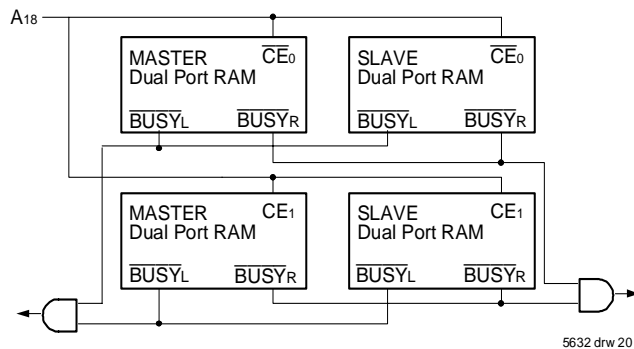 A18
MASTER CE0 SLAVE CE0
Dual Port RAM Dual Port RAM
BUSYL BUSYR BUSYL BUSYR
MASTER CE1 SLAVE CE1
Dual Port RAM Dual Port RAM
BUSYL BUSYR BUSYL BUSYR
5632 drw 20